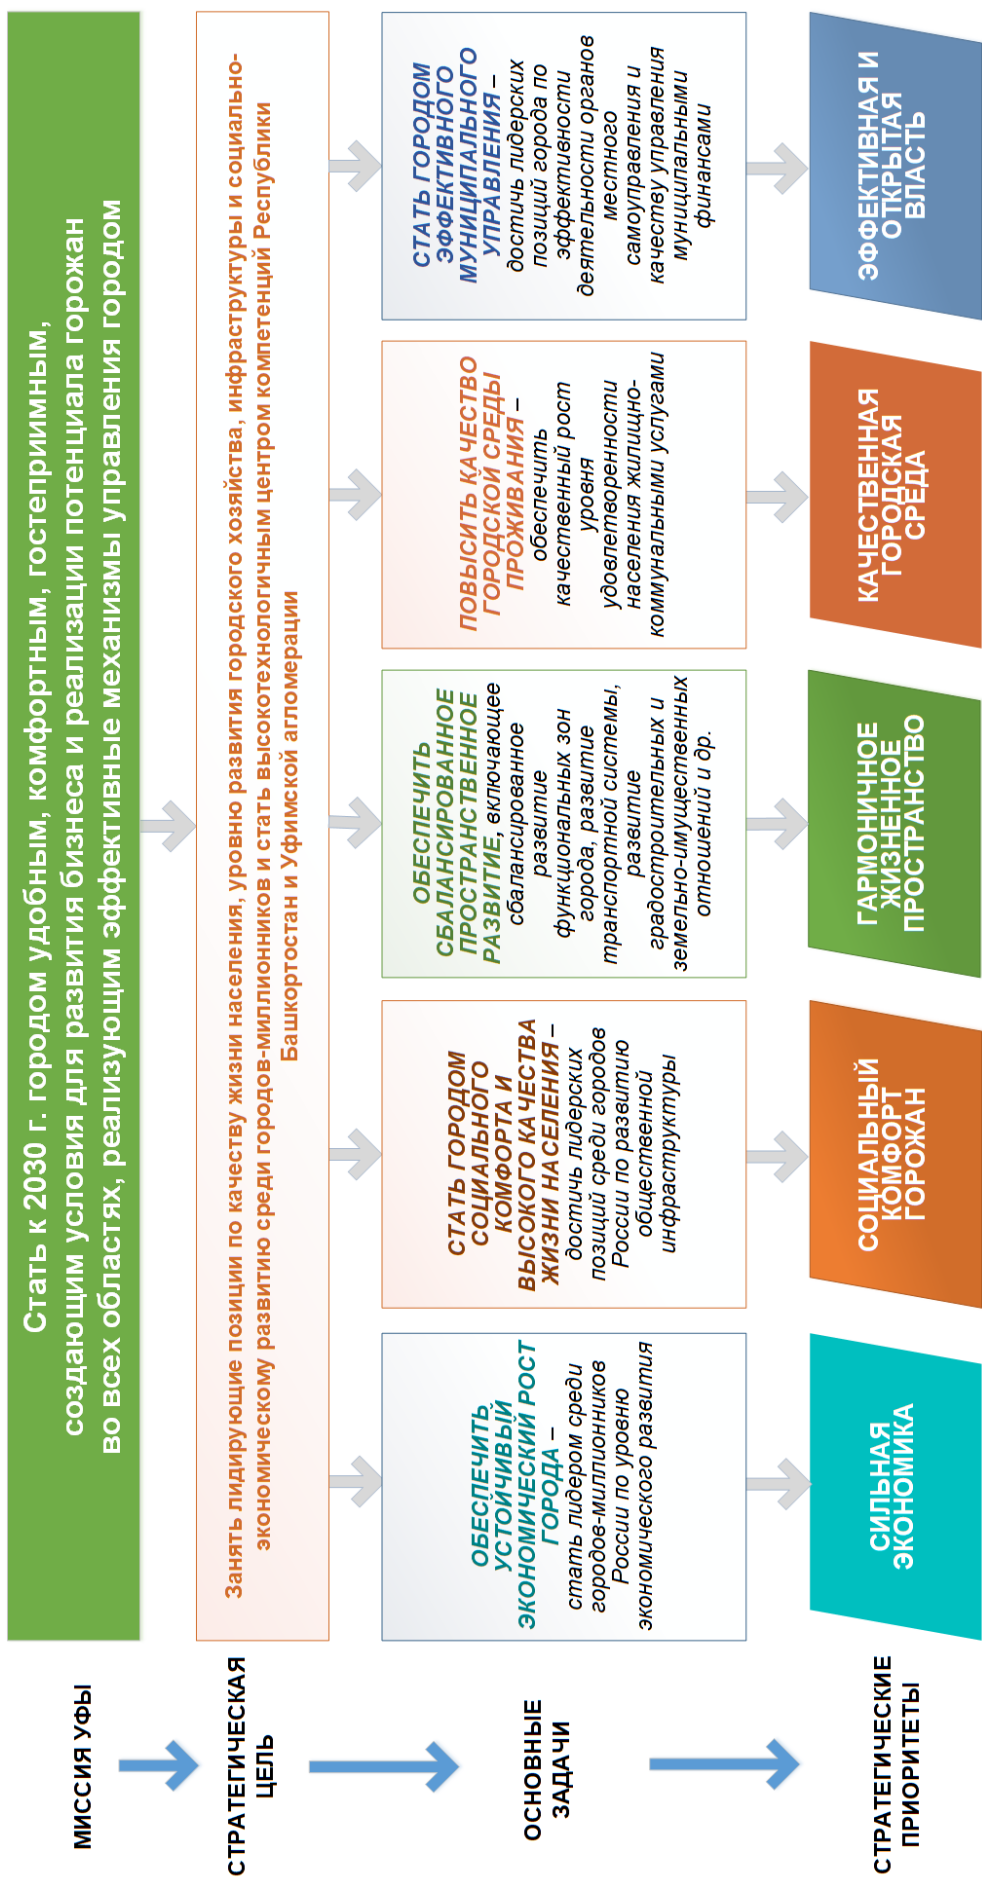 МИССИЯ УФЫ
Стать к 2030 г. городом удобным, комфортным, гостеприимным,
создающим условия для развития бизнеса и реализации потенциала горожан
во всех областях, реализующим эффективные механизмы управления городом
СТРАТЕГИЧЕСКАЯ
ЦЕЛЬ
Занять лидирующие позиции по качеству жизни населения, уровню развития городского хозяйства, инфраструктуры и социально-
экономическому развитию среди городов-миллионников и стать высокотехнологичным центром компетенций Республики
Башкортостан и Уфимской агломерации
ОСНОВНЫЕ
ЗАДАЧИ
ОБЕСПЕЧИТЬ
УСТОЙЧИВЫЙ
ЭКОНОМИЧЕСКИЙ РОСТ
ГОРОДА –
стать лидером среди
городов-миллионников
России по уровню
экономического развития
СТАТЬ ГОРОДОМ
СОЦИАЛЬНОГО
КОМФОРТА И
ВЫСОКОГО КАЧЕСТВА
ЖИЗНИ НАСЕЛЕНИЯ –
достичь лидерских
позиций среди городов
России по развитию
общественной
инфраструктуры
ОБЕСПЕЧИТЬ
СБАЛАНСИРОВАННОЕ
ПРОСТРАНСТВЕННОЕ
РАЗВИТИЕ, включающее
сбалансированное
развитие
функциональных зон
города, развитие
транспортной системы,
развитие
градостроительных и
земельно-имущественных
отношений и др.
ПОВЫСИТЬ КАЧЕСТВО
ГОРОДСКОЙ СРЕДЫ
ПРОЖИВАНИЯ –
обеспечить
качественный рост
уровня
удовлетворенности
населения жилищно-
коммунальными услугами
СТАТЬ ГОРОДОМ
ЭФФЕКТИВНОГО
МУНИЦИПАЛЬНОГО
УПРАВЛЕНИЯ –
достичь лидерских
позиций города по
эффективности
деятельности органов
местного
самоуправления и
качеству управления
муниципальными
финансами
СТРАТЕГИЧЕСКИЕ
ПРИОРИТЕТЫ
СИЛЬНАЯ
ЭКОНОМИКА
СОЦИАЛЬНЫЙ
КОМФОРТ
ГОРОЖАН
ГАРМОНИЧНОЕ
ЖИЗНЕННОЕ
ПРОСТРАНСТВО
КАЧЕСТВЕННАЯ
ГОРОДСКАЯ
СРЕДА
ЭФФЕКТИВНАЯ И
ОТКРЫТАЯ
ВЛАСТЬ